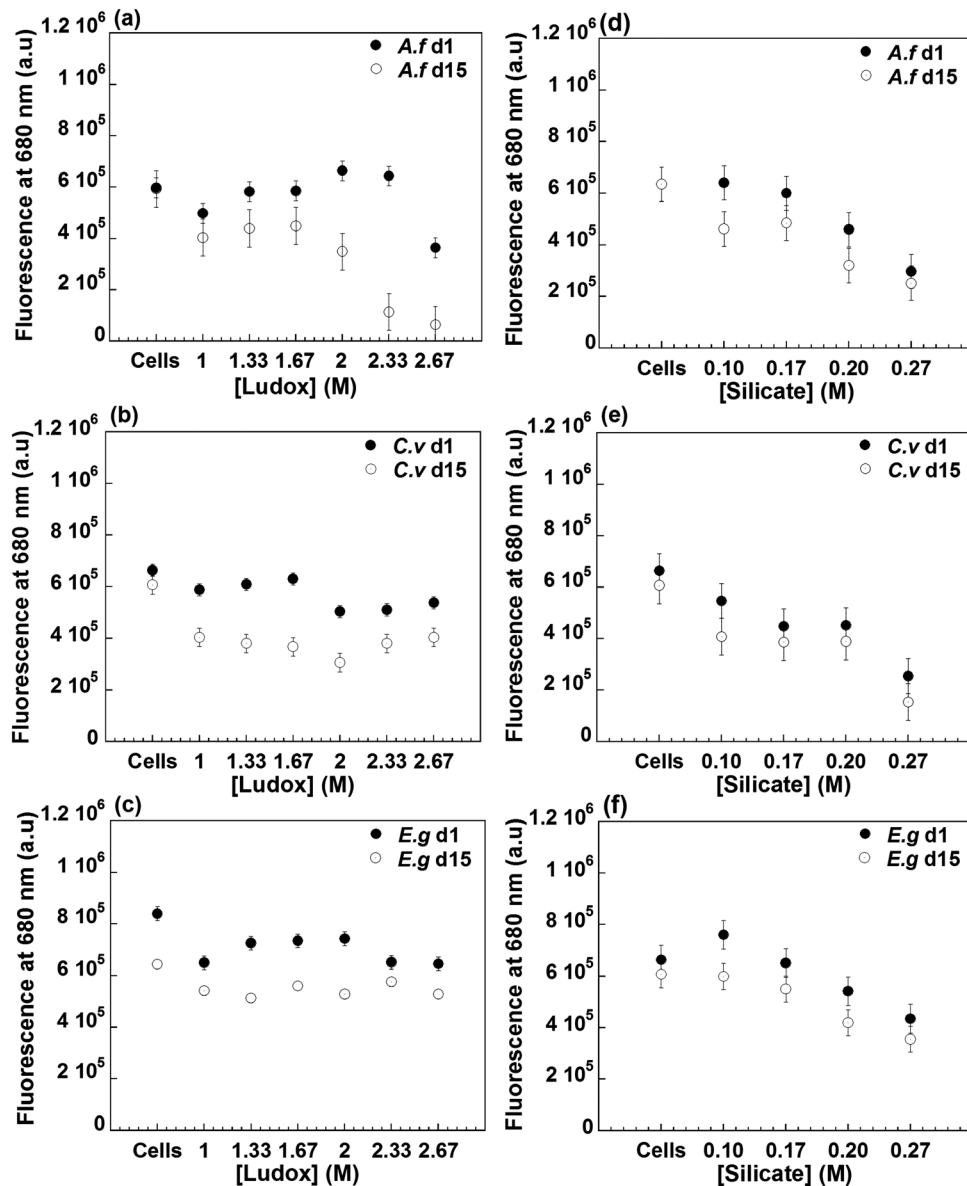 (a)
1.2 10⁶
1 10⁶
8 10⁵
6 10⁵
4 10⁵
2 10⁵
0
Fluorescence at 680 nm (a.u)
A.f d1
A.f d15
Cells 1 1.33 1.67 2 2.33 2.67
[Ludox] (M)
(d)
1.2 10⁶
1 10⁶
8 10⁵
6 10⁵
4 10⁵
2 10⁵
0
Fluorescence at 680 nm (a.u)
A.f d1
A.f d15
Cells 0.10 0.17 0.20 0.27
[Silicate] (M)
(b)
1.2 10⁶
1 10⁶
8 10⁵
6 10⁵
4 10⁵
2 10⁵
0
Fluorescence at 680 nm (a.u)
C.v d1
C.v d15
Cells 1 1.33 1.67 2 2.33 2.67
[Ludox] (M)
(e)
1.2 10⁶
1 10⁶
8 10⁵
6 10⁵
4 10⁵
2 10⁵
0
Fluorescence at 680 nm (a.u)
C.v d1
C.v d15
Cells 0.10 0.17 0.20 0.27
[Silicate] (M)
(c)
1.2 10⁶
1 10⁶
8 10⁵
6 10⁵
4 10⁵
2 10⁵
0
Fluorescence at 680 nm (a.u)
E.g d1
E.g d15
Cells 1 1.33 1.67 2 2.33 2.67
[Ludox] (M)
(f)
1.2 10⁶
1 10⁶
8 10⁵
6 10⁵
4 10⁵
2 10⁵
0
Fluorescence at 680 nm (a.u)
E.g d1
E.g d15
Cells 0.10 0.17 0.20 0.27
[Silicate] (M)